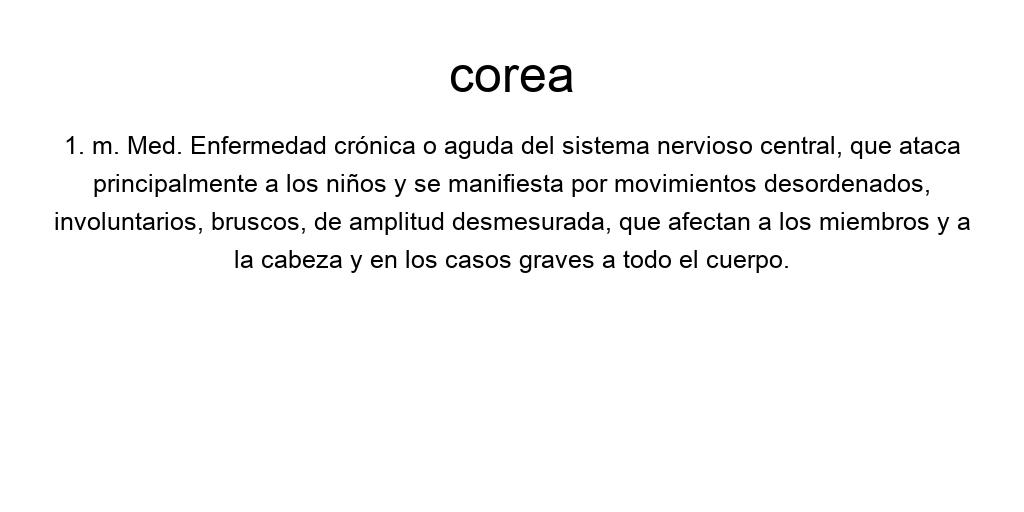 corea
1. m. Med. Enfermedad crónica o aguda del sistema nervioso central, que ataca
principalmente a los niños y se manifiesta por movimientos desordenados,
involuntarios, bruscos, de amplitud desmesurada, que afectan a los miembros y a
la cabeza y en los casos graves a todo el cuerpo.